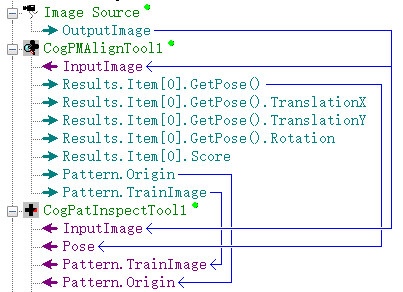 Image Source
OutputImage
CogPMAlignTool1
InputImage
Results.Item[0].GetPose()
Results.Item[0].GetPose().TranslationX
Results.Item[0].GetPose().TranslationY
Results.Item[0].GetPose().Rotation
Results.Item[0].Score
Pattern.Origin
Pattern.TrainImage
CogPatInspectTool1
InputImage
Pose
Pattern.TrainImage
Pattern.Origin